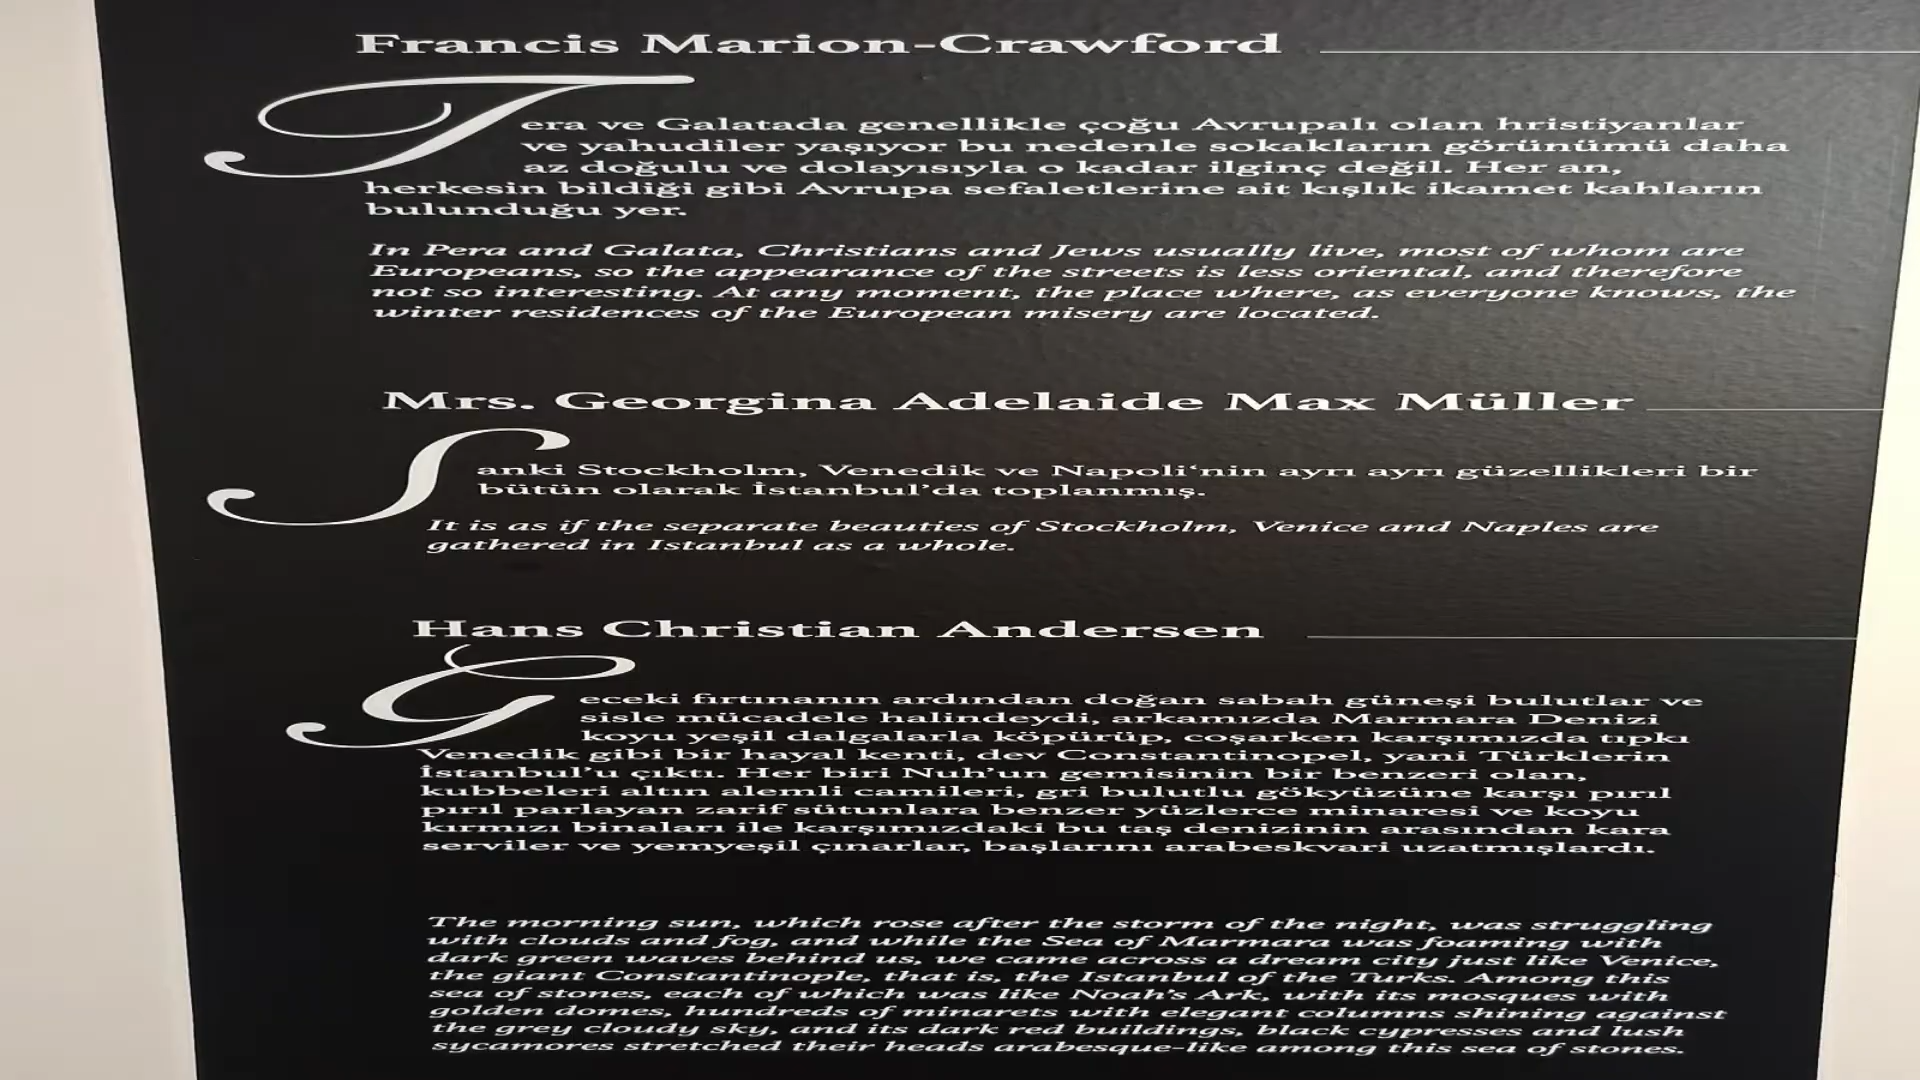 Francis Marion-Crawford
Tera ve Galatada genellikle çoğu Avrupalı olan hristiyanlar
ve yahudiler yaşıyor bu nedenle sokakların görünümü daha
az doğulu ve dolayısıyla o kadar ilginç değil. Her an,
herkesin bildiği gibi Avrupa sefaletlerine ait kışlık ikamet kahların
bulunduğu yer.
In Pera and Galata, Christians and Jews usually live, most of whom are
Europeans, so the appearance of the streets is less oriental, and therefore
not so interesting. At any moment, the place where, as everyone knows, the
winter residences of the European misery are located.
Mrs. Georgina Adelaide Max Müller
Sanki Stockholm, Venedik ve Napoli‘nin ayrı ayrı güzellikleri bir
bütün olarak İstanbul’da toplanmış.
It is as if the separate beauties of Stockholm, Venice and Naples are
gathered in Istanbul as a whole.
Hans Christian Andersen
Geceki fırtınanın ardından doğan sabah güneşi bulutlar ve
sisle mücadele halindeydi, arkamızda Marmara Denizi
koyu yeşil dalgalarla köpürüp, coşarken karşımızda tıpkı
Venedik gibi bir hayal kenti, dev Constantinopel, yani Türklerin
İstanbul’u çıktı. Her biri Nuh’un gemisinin bir benzeri olan,
kubbeleri altın alemli camileri, gri bulutlu gökyüzüne karşı pırıl
pırıl parlayan zarif sütunlara benzer yüzlerce minaresi ve koyu
kırmızı binaları ile karşımızdaki bu taş denizinin arasından kara
serviler ve yemyeşil çınarlar, başlarını arabeskvari uzatmışlardı.
The morning sun, which rose after the storm of the night, was struggling
with clouds and fog, and while the Sea of Marmara was foaming with
dark green waves behind us, we came across a dream city just like Venice,
the giant Constantinople, that is, the Istanbul of the Turks. Among this
sea of stones, each of which was like Noah’s Ark, with its mosques with
golden domes, hundreds of minarets with elegant columns shining against
the grey cloudy sky, and its dark red buildings, black cypresses and lush
sycamores stretched their heads arabesque-like among this sea of stones.